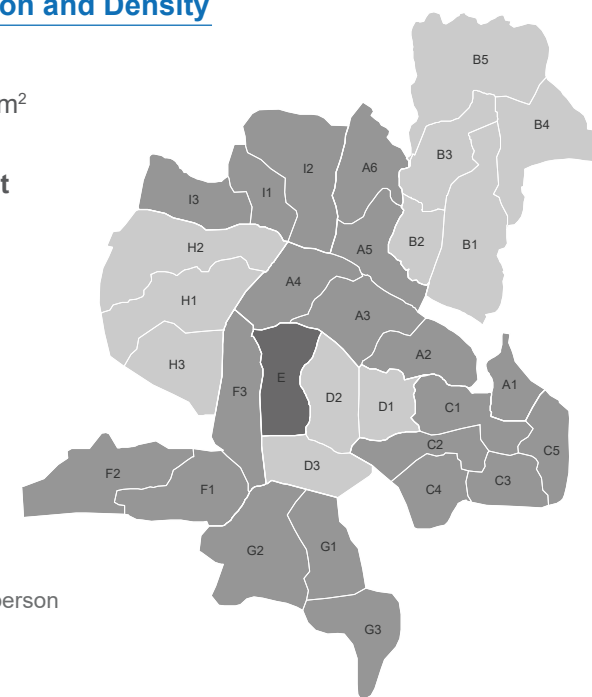 on and Density
m²
t
B5
B4
B3
A6
I2
I1
I3
B2
B1
H2
A5
A4
H1
A3
A2
H3
E
F3
A1
D2
D1
C1
C2
C5
D3
F2
C3
F1
C4
G1
G2
erson
G3